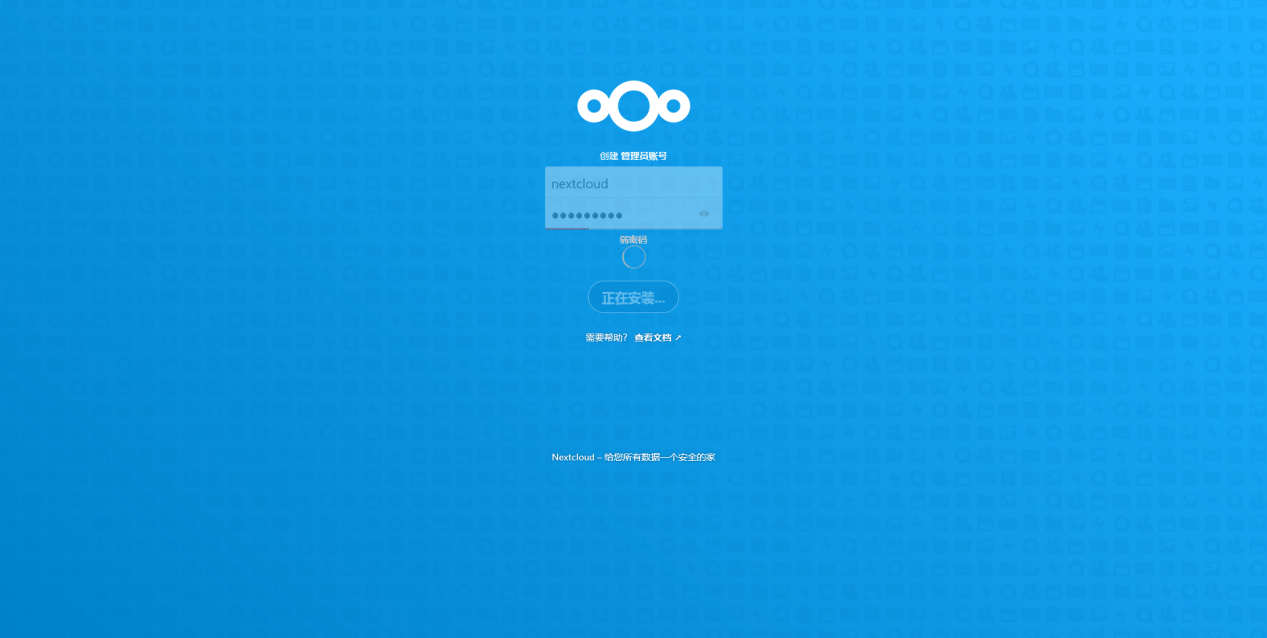 创建 管理员账号
nextcloud
●●●●●●●●●
弱密码
正在安装...
需要帮助？ 查看文档 ↗
Nextcloud – 给您所有数据一个安全的家